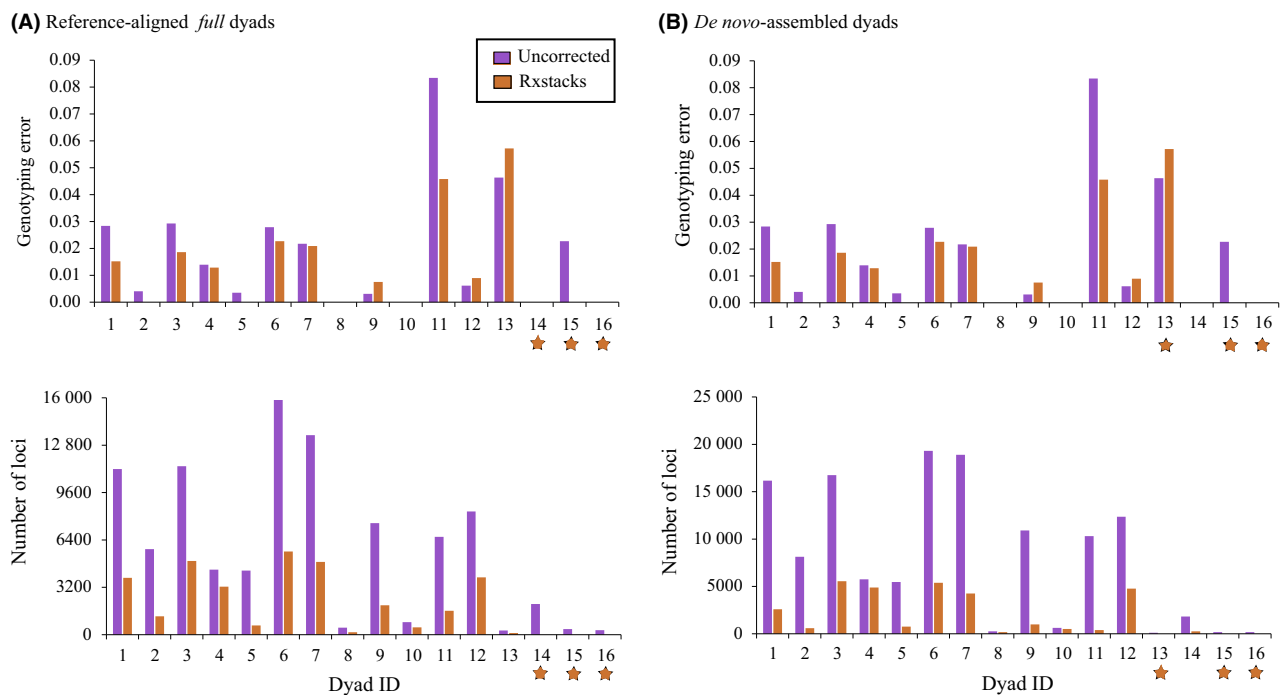 (A) Reference-aligned full dyads
Uncorrected
Rxstacks
Genotyping error
0.09
0.08
0.07
0.06
0.05
0.04
0.03
0.02
0.01
0.00
1 2 3 4 5 6 7 8 9 10 11 12 13 14 15 16
Number of loci
16 000
12 800
9600
6400
3200
0
1 2 3 4 5 6 7 8 9 10 11 12 13 14 15 16
Dyad ID
(B) De novo-assembled dyads
Genotyping error
0.09
0.08
0.07
0.06
0.05
0.04
0.03
0.02
0.01
0.00
1 2 3 4 5 6 7 8 9 10 11 12 13 14 15 16
Number of loci
25 000
20 000
15 000
10 000
5000
0
1 2 3 4 5 6 7 8 9 10 11 12 13 14 15 16
Dyad ID